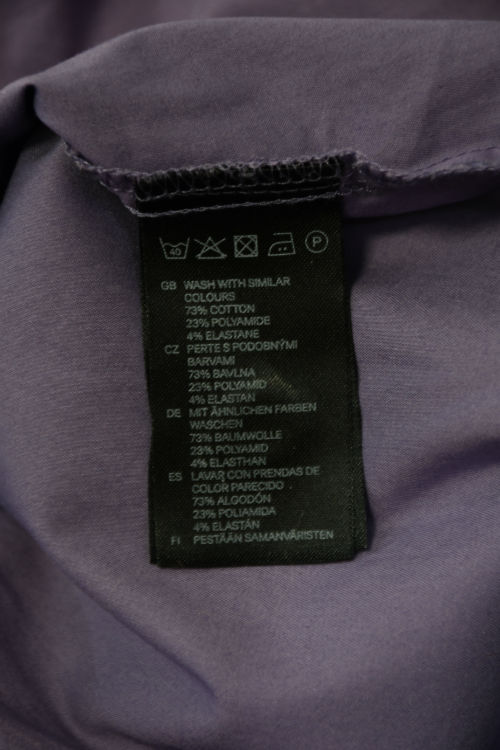 40 P
GB WASH WITH SIMILAR
COLOURS
73% COTTON
23% POLYAMIDE
4% ELASTANE
CZ PERTE S PODOBNÝMI
BARVAMI
73% BAVLNA
23% POLYAMID
4% ELASTAN
DE MIT ÄHNLICHEN FARBEN
WASCHEN
73% BAUMWOLLE
23% POLYAMID
4% ELASTHAN
ES LAVAR CON PRENDAS DE
COLOR PARECIDO .
73% ALGODÓN
23% POLIAMIDA
4% ELASTÁN
FI PESTÄÄN SAMANVÄRISTEN